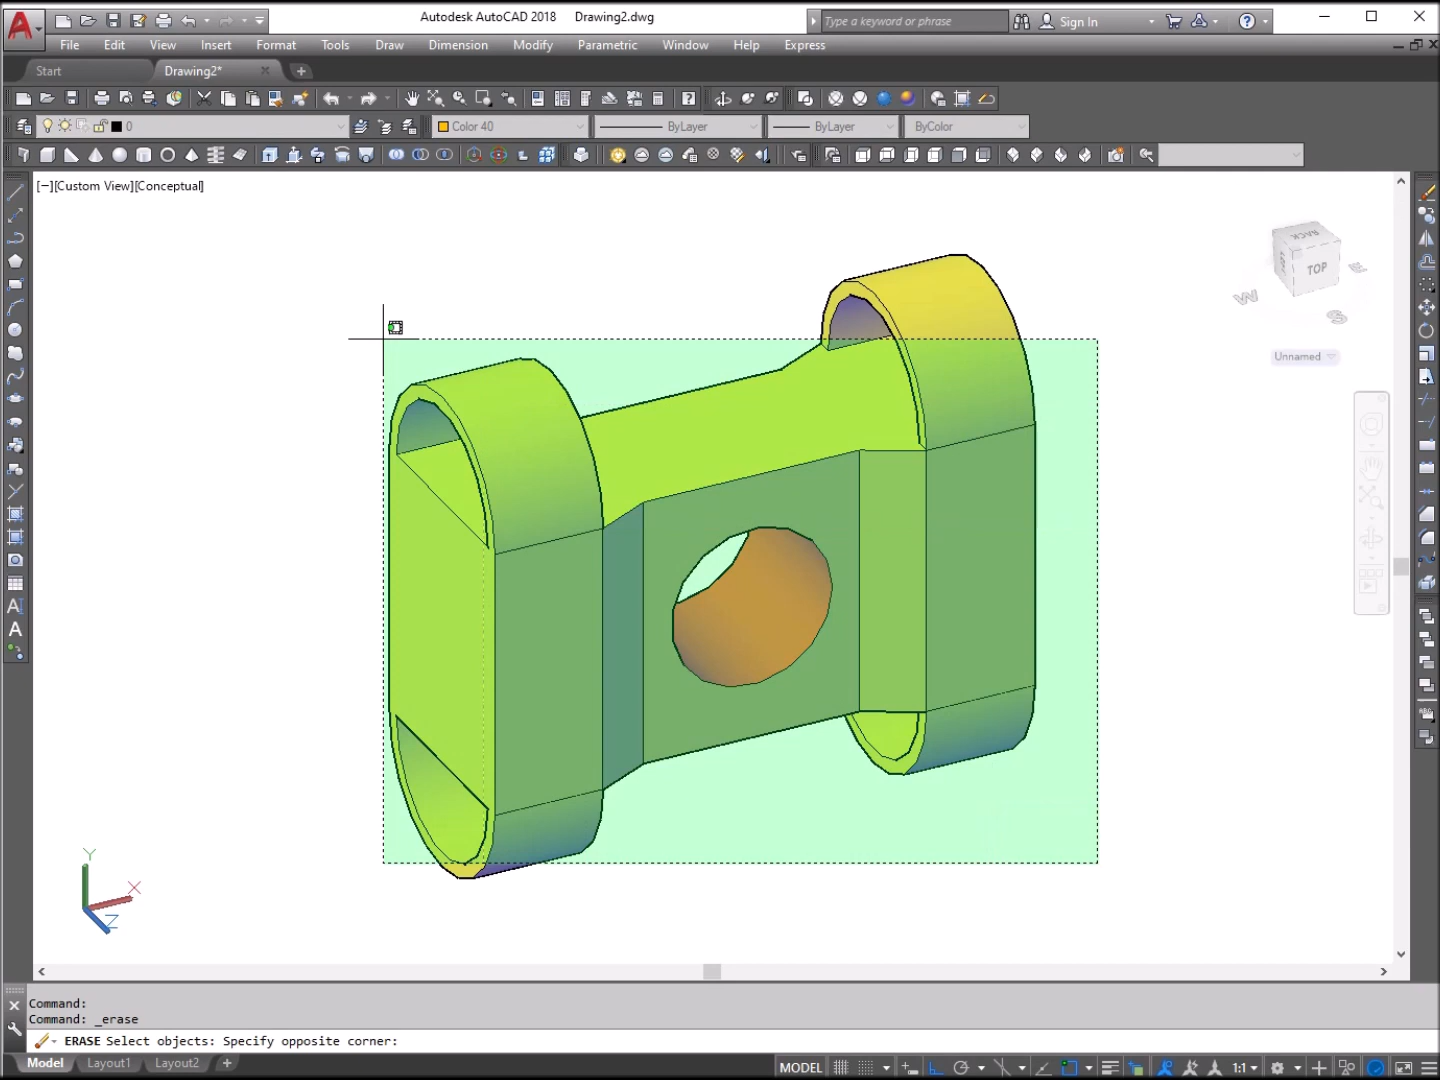 Autodesk AutoCAD 2018 Drawing2.dwg
Type a keyword or phrase
Sign In
File Edit View Insert Format Tools Draw Dimension Modify Parametric Window Help Express
Start Drawing2*
0 Color 40 ByLayer ByLayer ByColor
[−][Custom View][Conceptual]
BACK
TOP
W E
S
Unnamed
Y
X
Z
Command:
Command: _erase
ERASE Select objects: Specify opposite corner:
Model Layout1 Layout2 +
MODEL 1:1